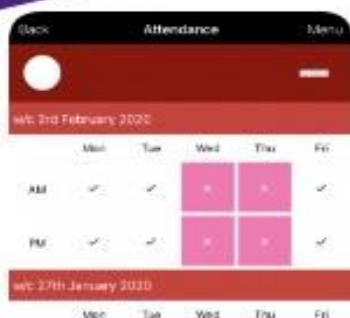 Back Attendance Menu
w/c 3rd February 2020
Mon Tue Wed Thu Fri
AM ✓ ✓ ✓
PM ✓ ✓ ✓
w/c 27th January 2020
Mon Tue Wed Thu Fri